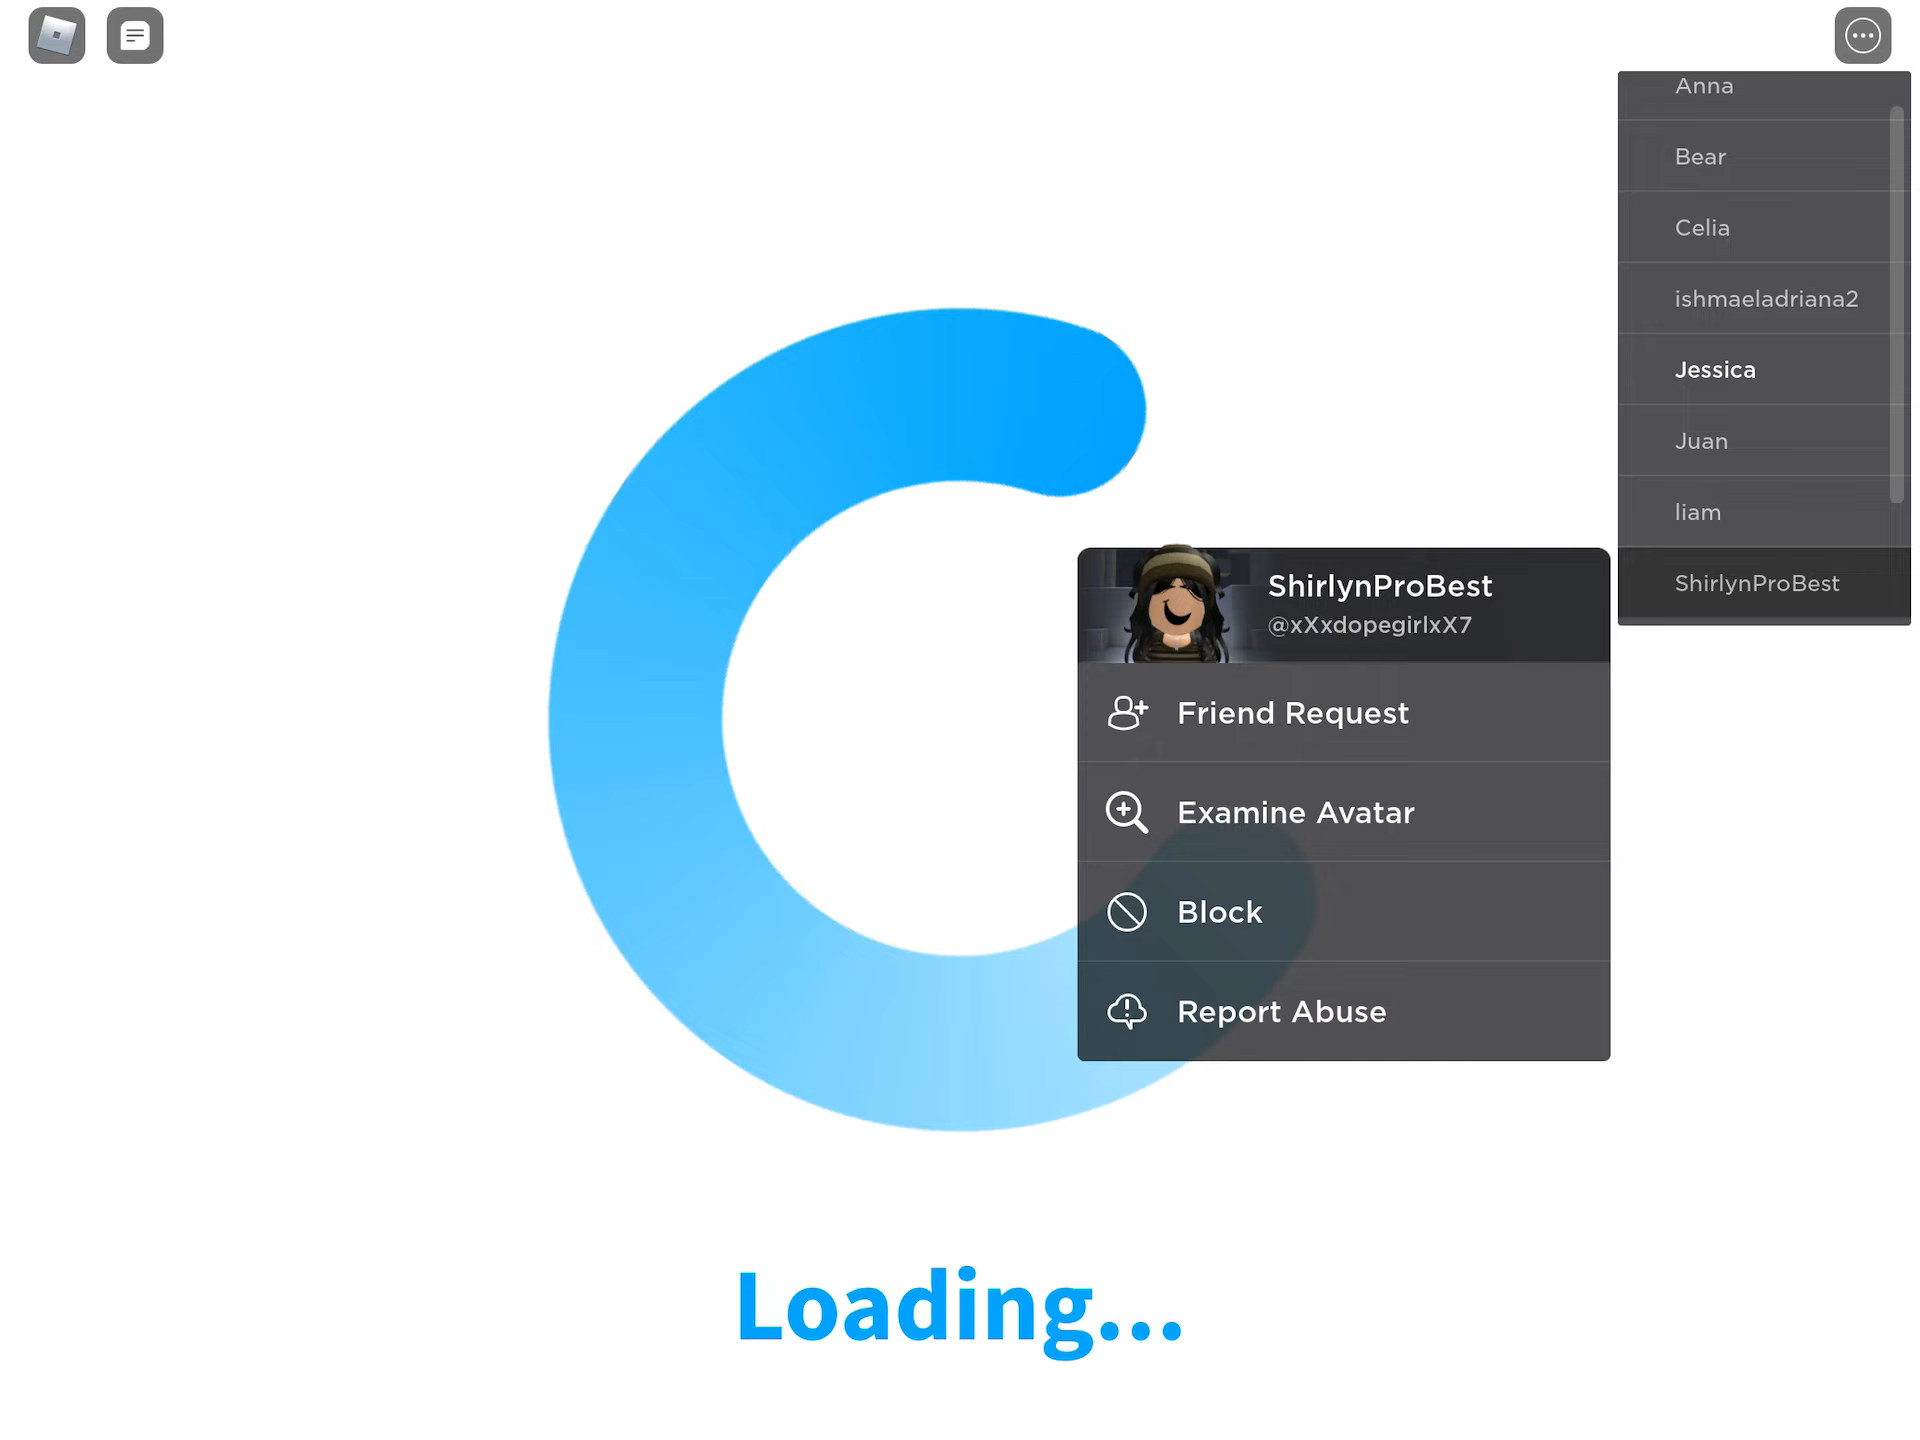 Anna
Bear
Celia
ishmaeladriana2
Jessica
Juan
liam
ShirlynProBest
ShirlynProBest
@xXxdopegirlxX7
Friend Request
Examine Avatar
Block
Report Abuse
Loading...